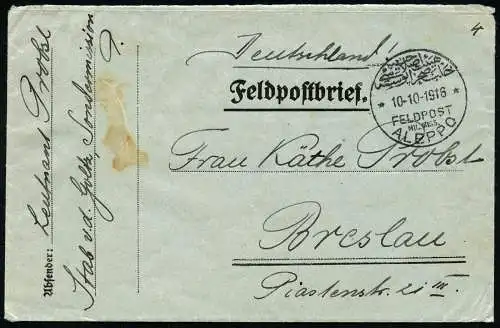 Deutschland!
4
Feldpostbrief.
* 10-10-1916 *
FELDPOST
MIL. MISS.
ALEPPO
Frau Käthe Probst
Breslau
Piastenstr. 21 III
Absender: Leutnant Probst
Stab v.d. Goltz, Sondermission
P.